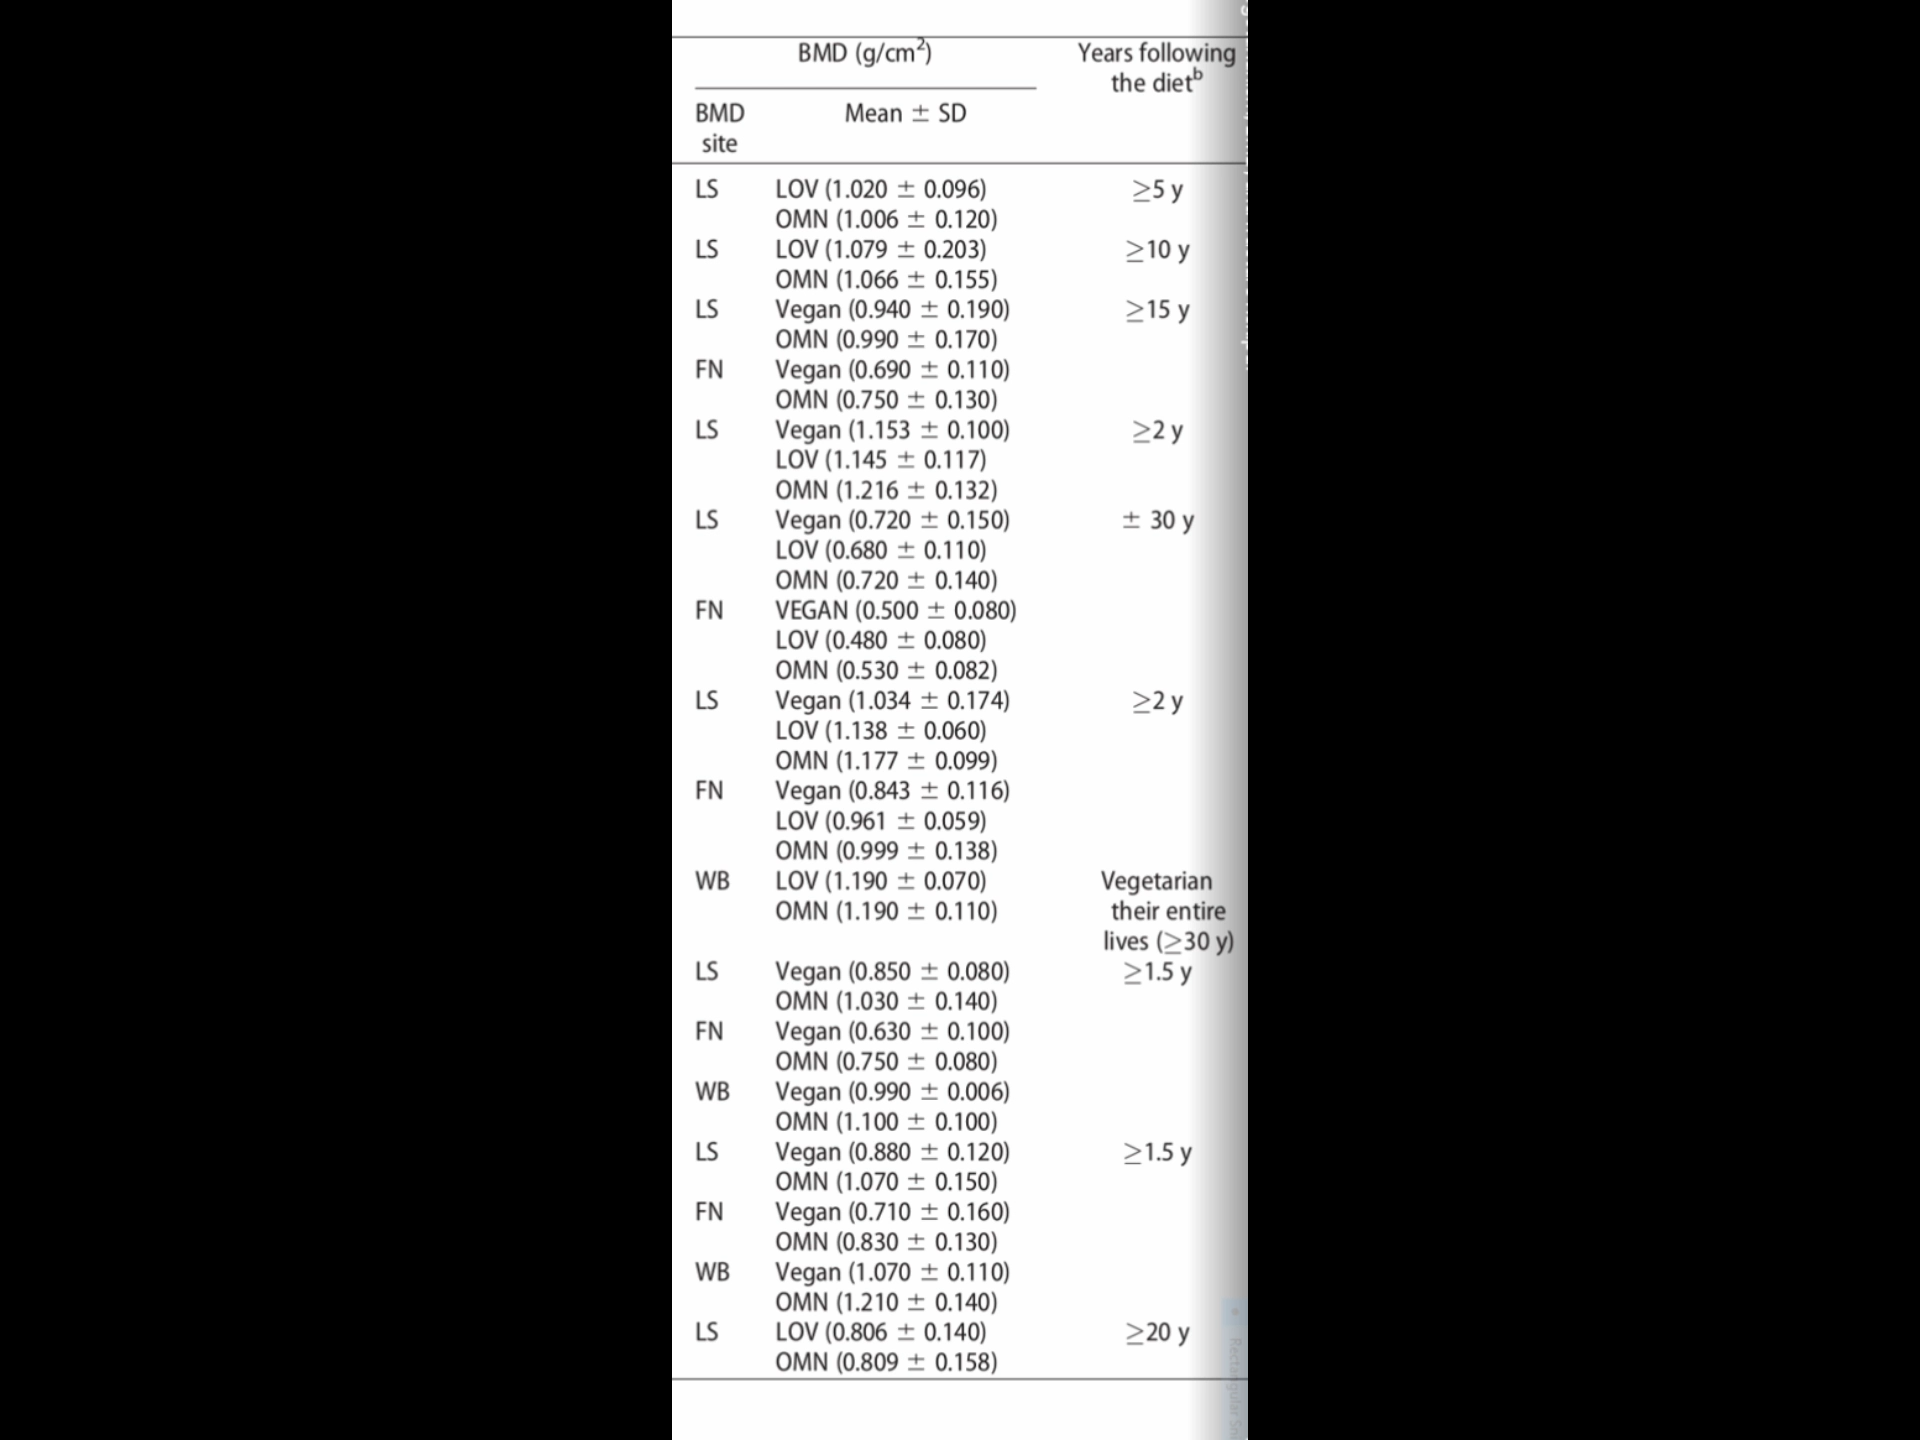 BMD (g/cm²) Years following
the dietᵇ
BMD Mean ± SD
site
LS LOV (1.020 ± 0.096) ≥5 y
OMN (1.006 ± 0.120)
LS LOV (1.079 ± 0.203) ≥10 y
OMN (1.066 ± 0.155)
LS Vegan (0.940 ± 0.190) ≥15 y
OMN (0.990 ± 0.170)
FN Vegan (0.690 ± 0.110)
OMN (0.750 ± 0.130)
LS Vegan (1.153 ± 0.100) ≥2 y
LOV (1.145 ± 0.117)
OMN (1.216 ± 0.132)
LS Vegan (0.720 ± 0.150) ± 30 y
LOV (0.680 ± 0.110)
OMN (0.720 ± 0.140)
FN VEGAN (0.500 ± 0.080)
LOV (0.480 ± 0.080)
OMN (0.530 ± 0.082)
LS Vegan (1.034 ± 0.174) ≥2 y
LOV (1.138 ± 0.060)
OMN (1.177 ± 0.099)
FN Vegan (0.843 ± 0.116)
LOV (0.961 ± 0.059)
OMN (0.999 ± 0.138)
WB LOV (1.190 ± 0.070) Vegetarian
OMN (1.190 ± 0.110) their entire
lives (≥30 y)
LS Vegan (0.850 ± 0.080) ≥1.5 y
OMN (1.030 ± 0.140)
FN Vegan (0.630 ± 0.100)
OMN (0.750 ± 0.080)
WB Vegan (0.990 ± 0.006)
OMN (1.100 ± 0.100)
LS Vegan (0.880 ± 0.120) ≥1.5 y
OMN (1.070 ± 0.150)
FN Vegan (0.710 ± 0.160)
OMN (0.830 ± 0.130)
WB Vegan (1.070 ± 0.110)
OMN (1.210 ± 0.140)
LS LOV (0.806 ± 0.140) ≥20 y
OMN (0.809 ± 0.158)
Rectangular